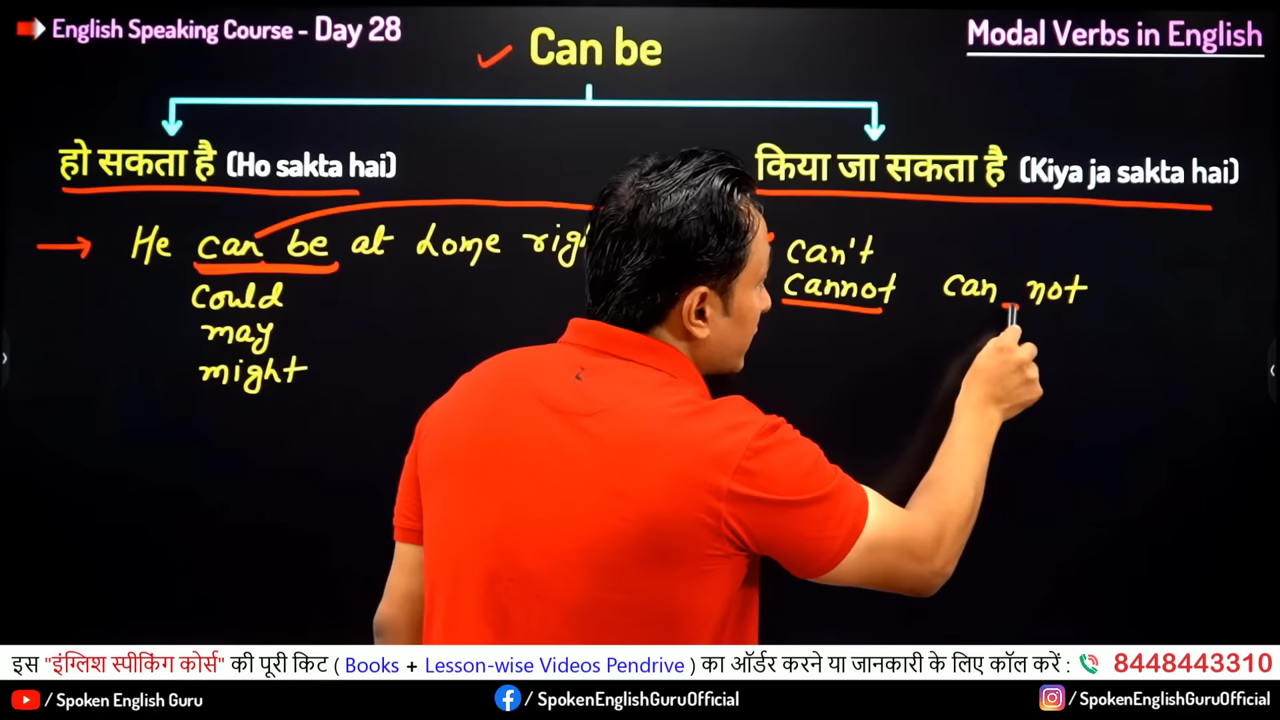 English Speaking Course - Day 28
Can be
Modal Verbs in English
हो सकता है (Ho sakta hai)
किया जा सकता है (Kiya ja sakta hai)
He can be at home
could
may
might
can't
cannot can not
इस "इंग्लिश स्पीकिंग कोर्स" की पूरी किट ( Books + Lesson-wise Videos Pendrive ) का ऑर्डर करने या जानकारी के लिए कॉल करें : 8448443310
/ Spoken English Guru
/ SpokenEnglishGuruOfficial
/ SpokenEnglishGuruOfficial